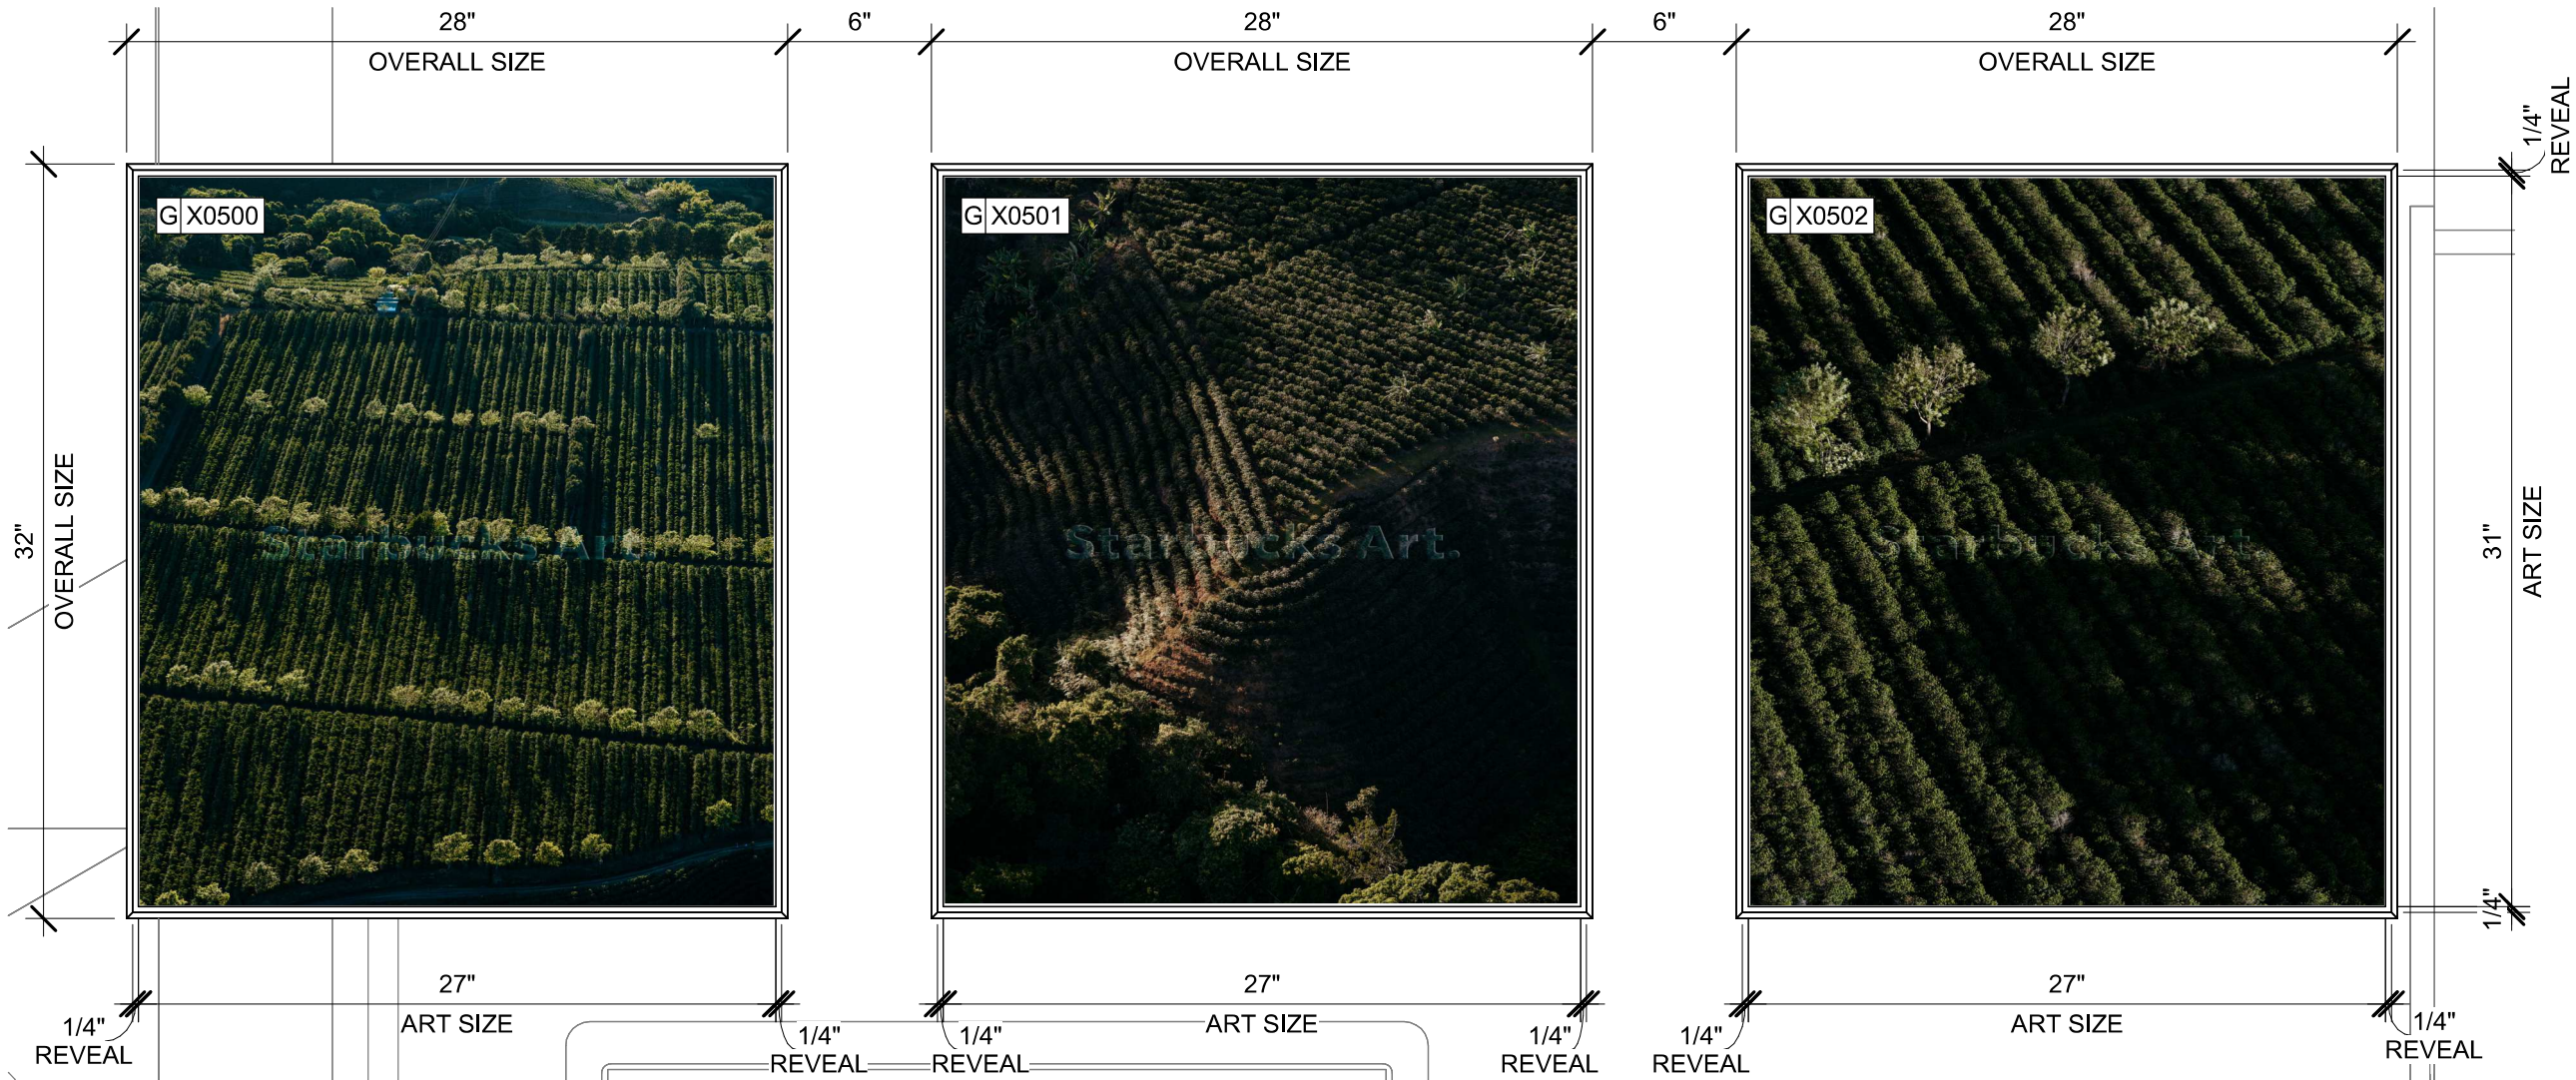 28" 6" 28" 6" 28"
OVERALL SIZE OVERALL SIZE OVERALL SIZE
1/4"
REVEAL
G X0500 G X0501 G X0502
32"
OVERALL SIZE
Starbucks Art. Starbucks Art. Starbucks Art.
31"
ART SIZE
1/4"
27" 27" 27"
ART SIZE ART SIZE ART SIZE
1/4" 1/4" 1/4" 1/4" 1/4" 1/4"
REVEAL REVEAL REVEAL REVEAL REVEAL REVEAL